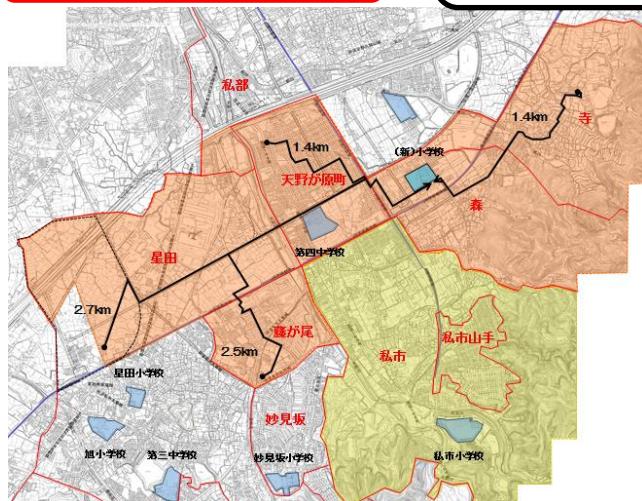 私部
寺
1.4km
1.4km
(新)小学校
天野が原町
森
星田
第四中学校
2.7km
藤が尾
2.5km
私市
私市山手
星田小学校
妙見坂
旭小学校
第三中学校
妙見坂小学校
私市小学校